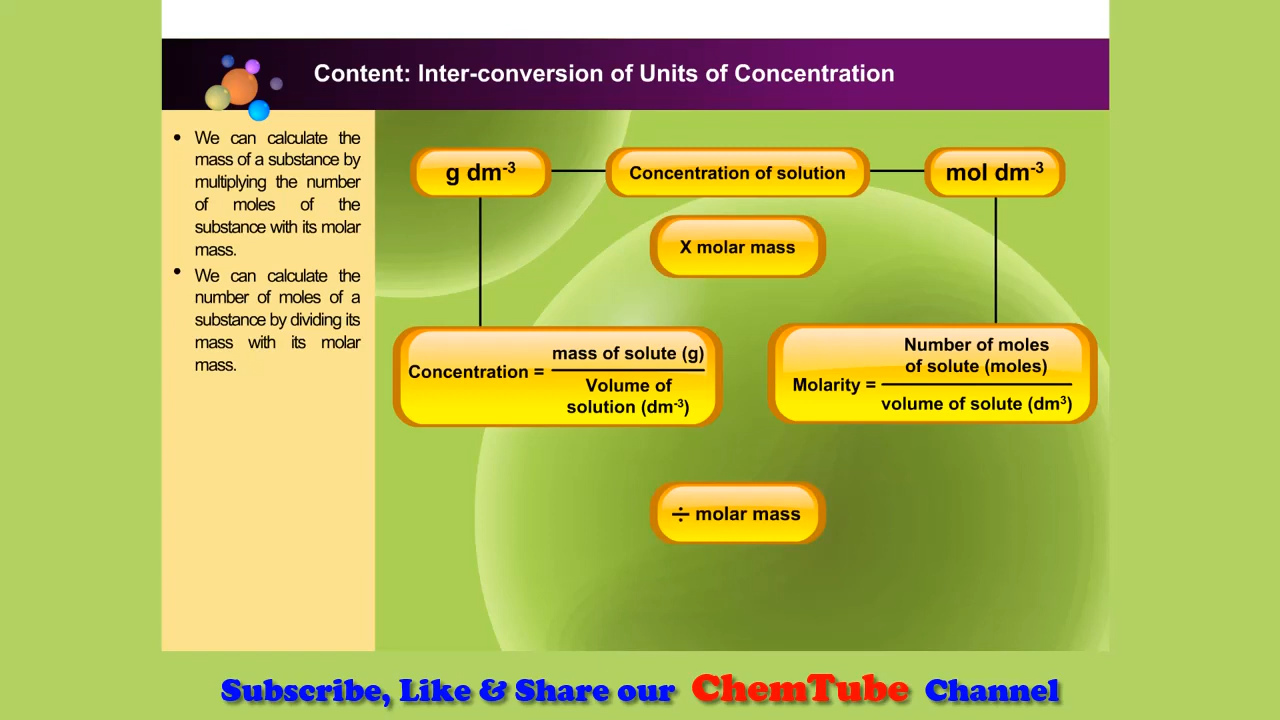 Content: Inter-conversion of Units of Concentration
• We can calculate the
mass of a substance by
multiplying the number
of moles of the
substance with its molar
mass.
• We can calculate the
number of moles of a
substance by dividing its
mass with its molar
mass.
g dm⁻³
Concentration of solution
mol dm⁻³
X molar mass
Concentration = mass of solute (g)
Volume of
solution (dm⁻³)
Number of moles
of solute (moles)
Molarity =
volume of solute (dm³)
÷ molar mass
Subscribe, Like & Share our ChemTube Channel